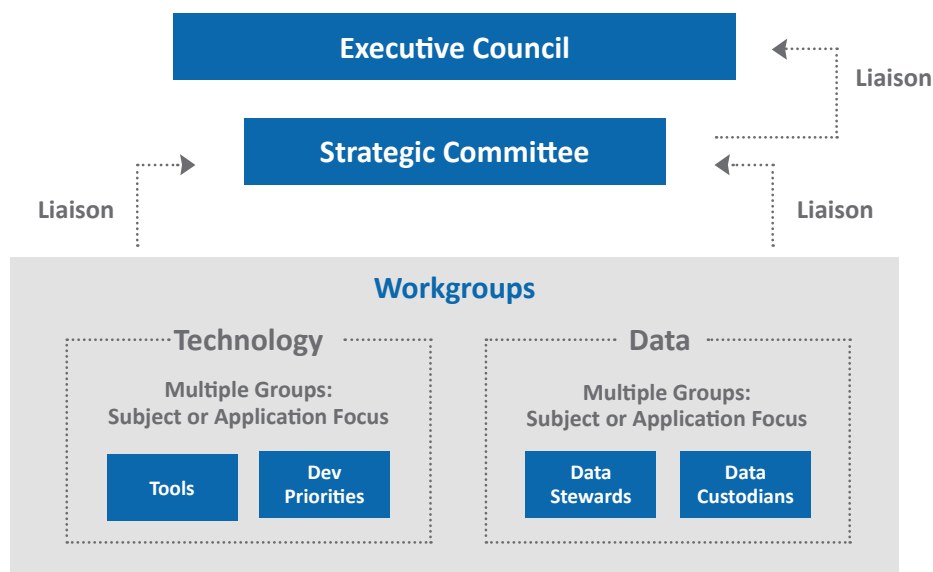 Executive Council
Liaison
Strategic Committee
Liaison
Liaison
Workgroups
Technology
Multiple Groups:
Subject or Application Focus
Tools
Dev
Priorities
Data
Multiple Groups:
Subject or Application Focus
Data
Stewards
Data
Custodians